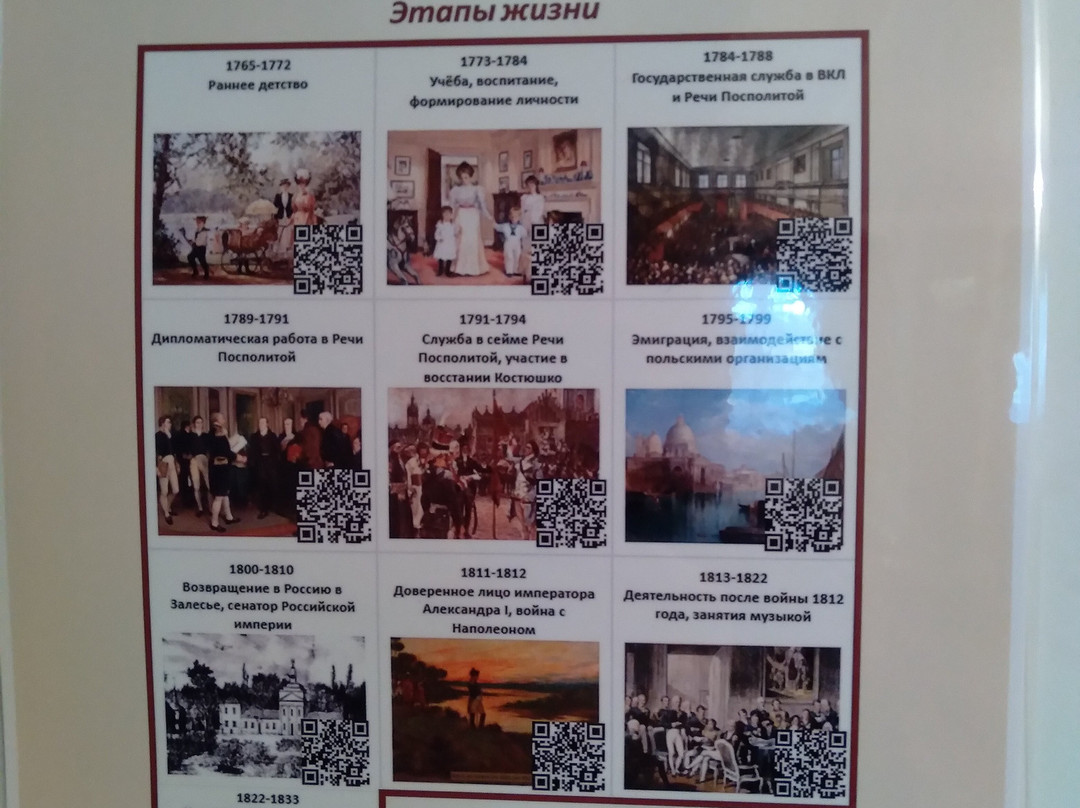 Этапы жизни
1765-1772
Раннее детство
1773-1784
Учёба, воспитание,
формирование личности
1784-1788
Государственная служба в ВКЛ
и Речи Посполитой
1789-1791
Дипломатическая работа в Речи
Посполитой
1791-1794
Служба в сейме Речи
Посполитой, участие в
восстании Костюшко
1795-1799
Эмиграция, взаимодействие с
польскими организациям
1800-1810
Возвращение в Россию в
Залесье, сенатор Российской
империи
1811-1812
Доверенное лицо императора
Александра I, война с
Наполеоном
1813-1822
Деятельность после войны 1812
года, занятия музыкой
1822-1833